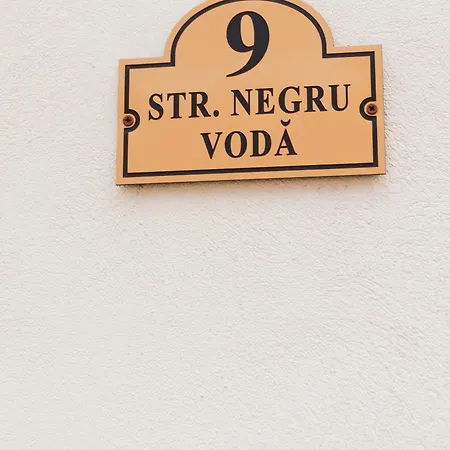 9
STR. NEGRU
VODĂ